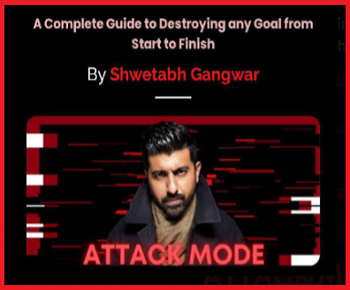 A Complete Guide to Destroying any Goal from
Start to Finish
By Shwetabh Gangwar
ATTACK MODE